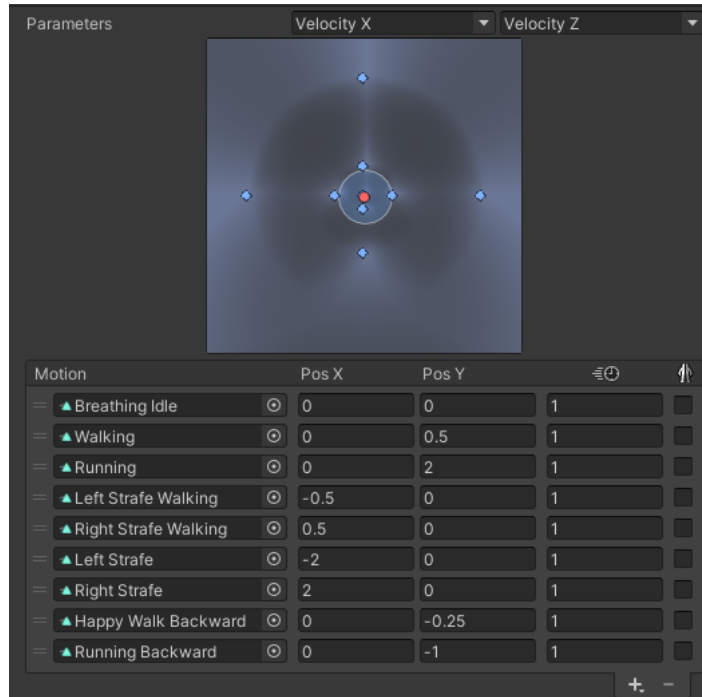 Parameters Velocity X Velocity Z
Motion Pos X Pos Y
Breathing Idle 0 0 1
Walking 0 0.5 1
Running 0 2 1
Left Strafe Walking -0.5 0 1
Right Strafe Walking 0.5 0 1
Left Strafe -2 0 1
Right Strafe 2 0 1
Happy Walk Backward 0 -0.25 1
Running Backward 0 -1 1